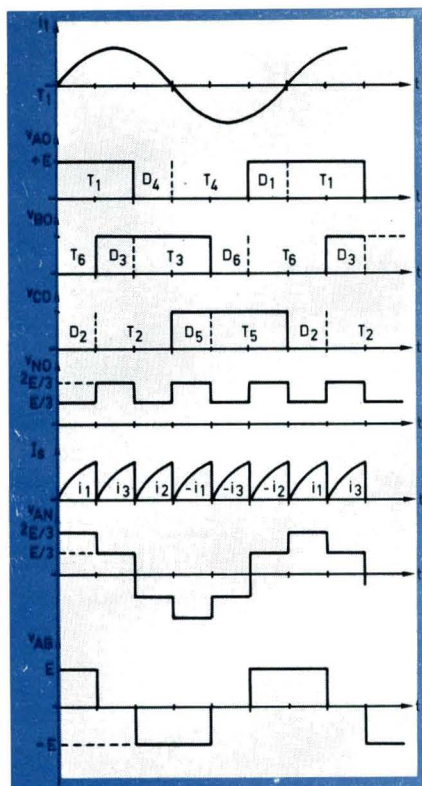 i1
t
T1
VAO
+E
T1 D4 T4 D1 T1
t
VBO
T6 D3 T3 D6 T6 D3
t
VCO
D2 T2 D5 T5 D2 T2
t
VNO
2E/3
E/3
t
Is
i1 i3 i2 -i1 -i3 -i2 i1 i3
t
VAN
2E/3
E/3
t
VAB
E
t
-E